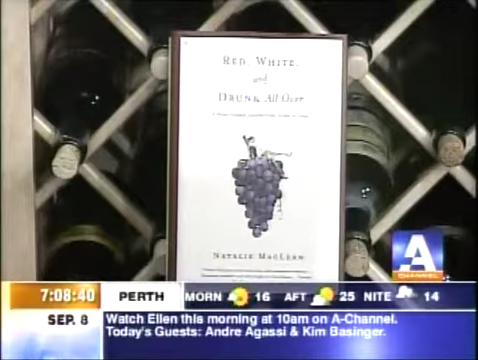 RED, WHITE,
and
DRUNK All Over
NATALIE MACLEAN
A
CHANNEL
7:08:40 PERTH MORN 16 AFT 25 NITE 14
SEP. 8 Watch Ellen this morning at 10am on A-Channel.
Today's Guests: Andre Agassi & Kim Basinger.